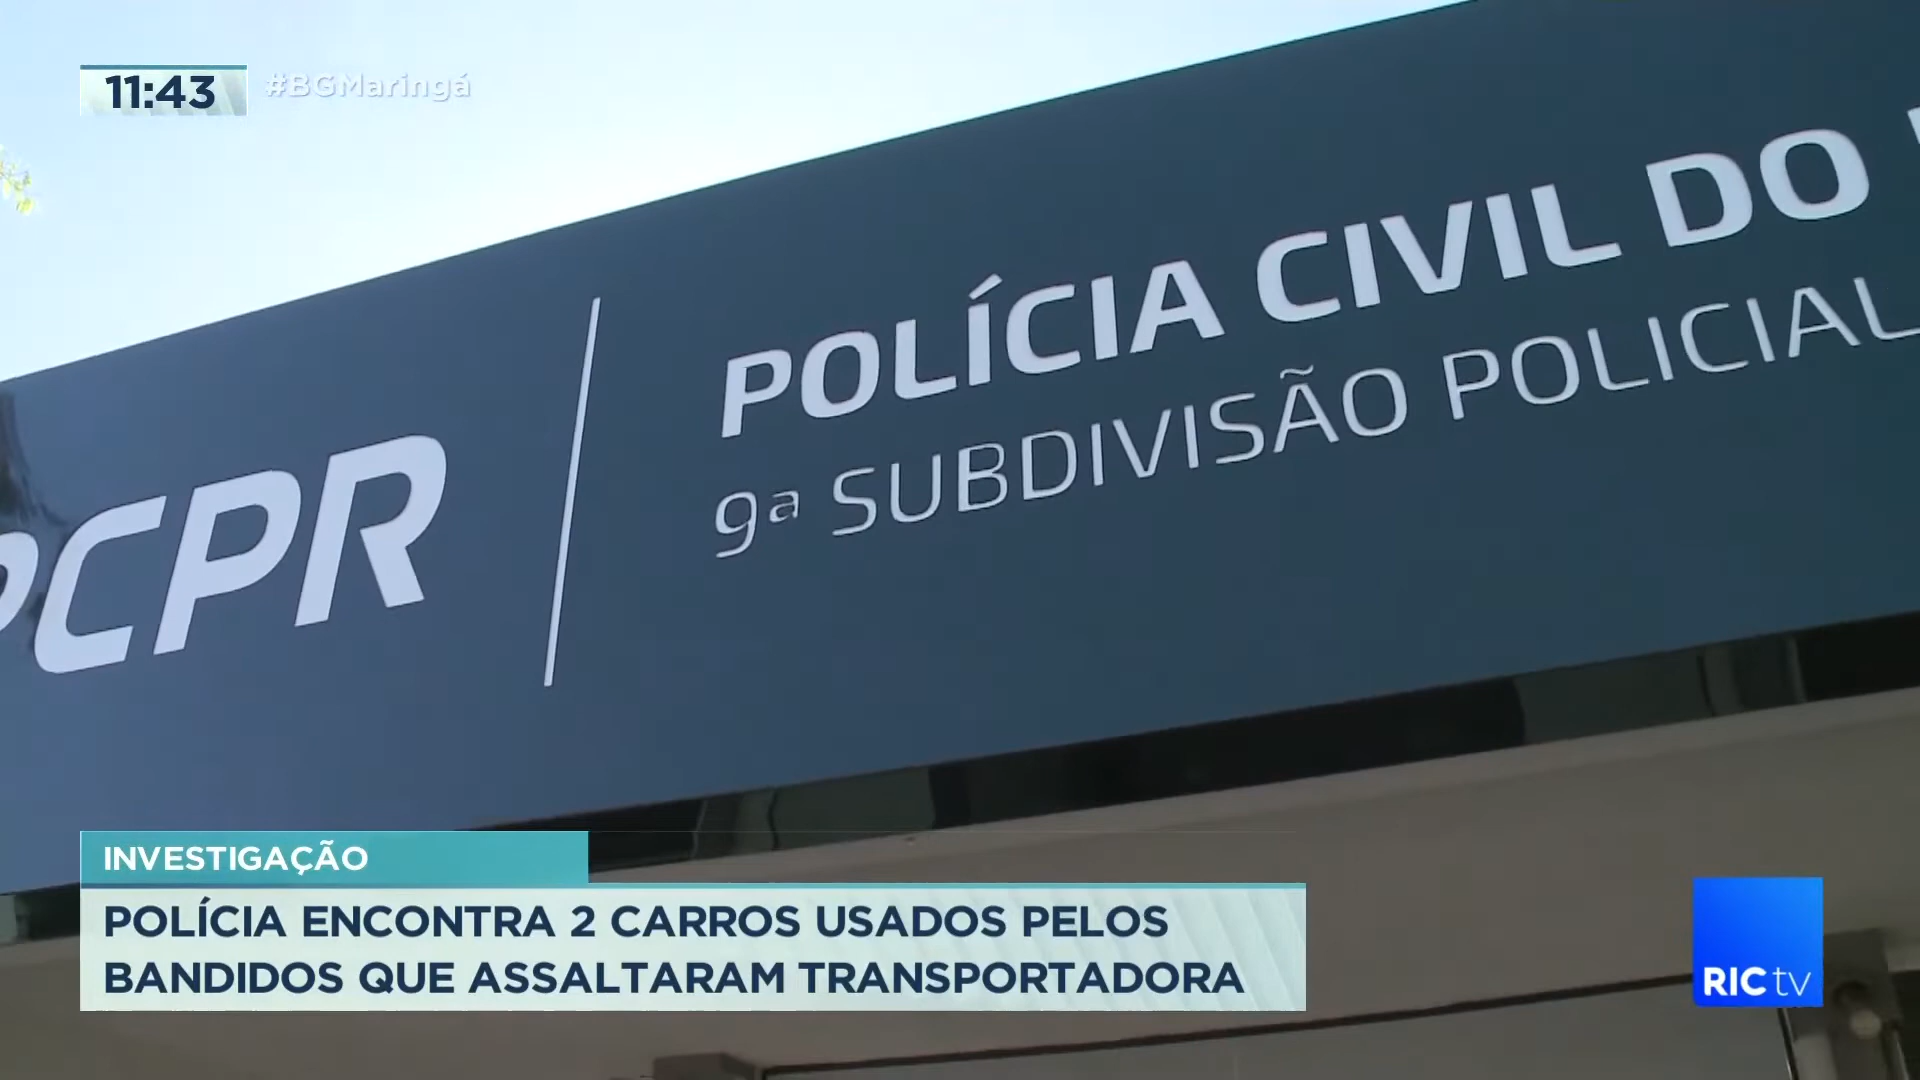 11:43
#BGMaringá
PCPR
POLÍCIA CIVIL DO
9ª SUBDIVISÃO POLICIAL
INVESTIGAÇÃO
POLÍCIA ENCONTRA 2 CARROS USADOS PELOS
BANDIDOS QUE ASSALTARAM TRANSPORTADORA
RIC tv